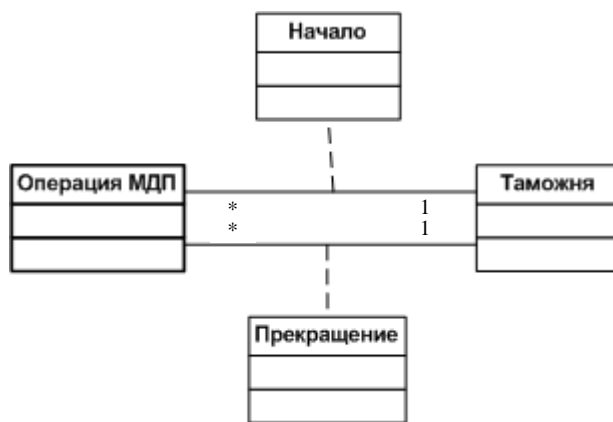 Начало
Операция МДП
Таможня
* 1
* 1
Прекращение